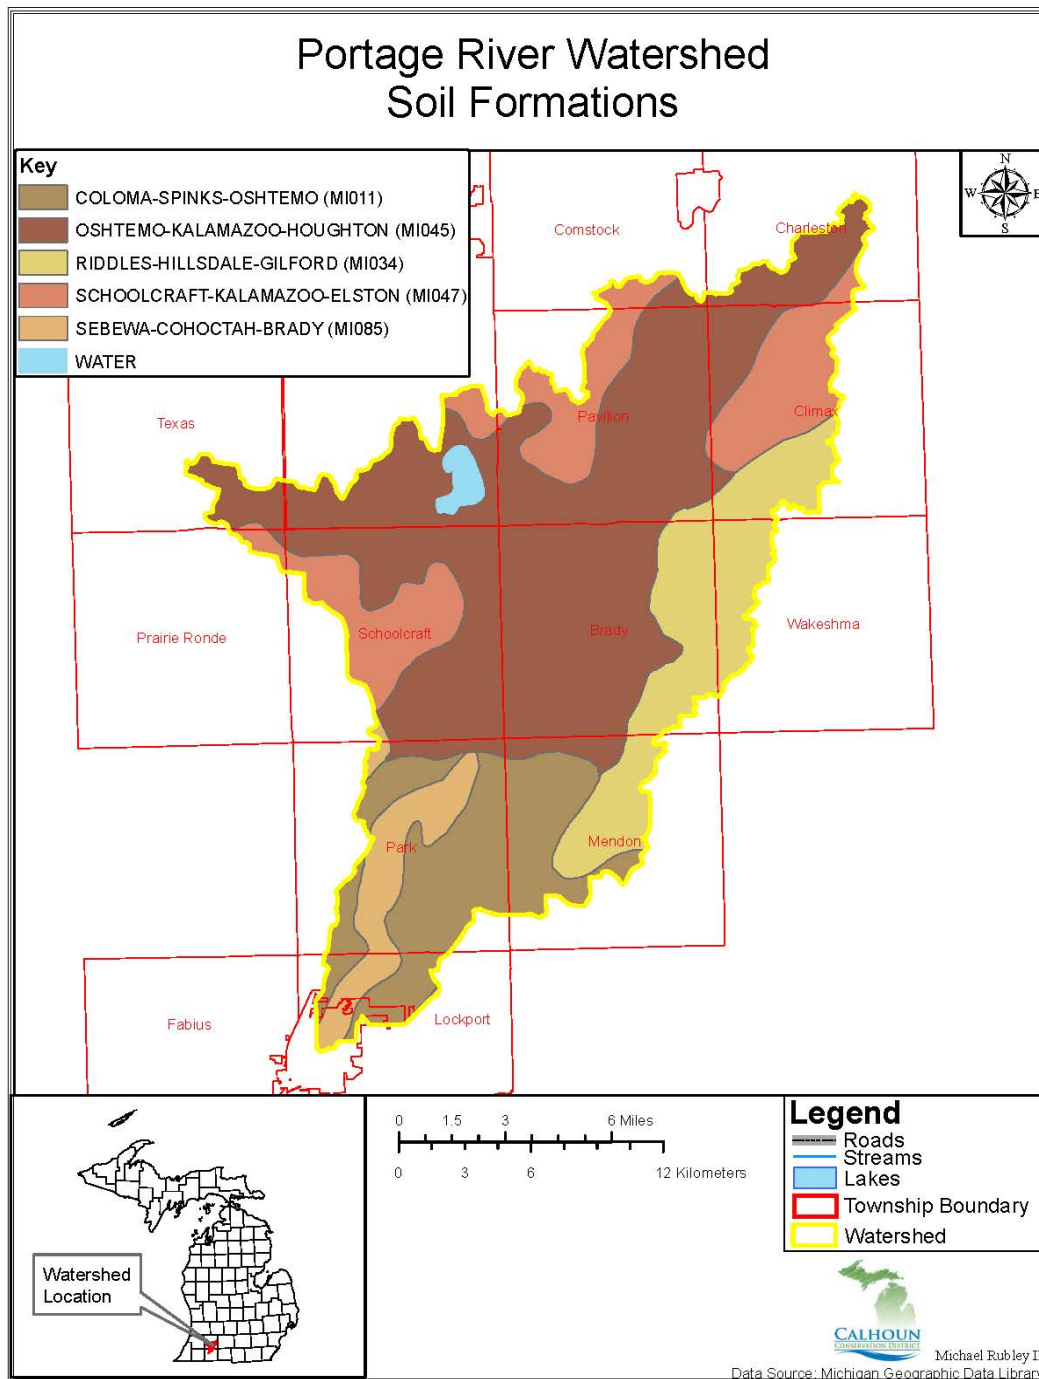 Portage River Watershed
Soil Formations
Key
COLOMA-SPINKS-OSHTEMO (MI011)
OSHTEMO-KALAMAZOO-HOUGHTON (MI045)
RIDDLES-HILLSDALE-GILFORD (MI034)
SCHOOLCRAFT-KALAMAZOO-ELSTON (MI047)
SEBEWA-COHOCTAH-BRADY (MI085)
WATER
N
W E
S
Comstock
Charleston
Texas
Pavilion
Climax
Prairie Ronde
Schoolcraft
Brady
Wakeshma
Park
Mendon
Fabius
Lockport
0 1.5 3 6 Miles
0 3 6 12 Kilometers
Legend
Roads
Streams
Lakes
Township Boundary
Watershed
Watershed
Location
CALHOUN
CONSERVATION DISTRICT
Michael Rubley II
Data Source: Michigan Geographic Data Library